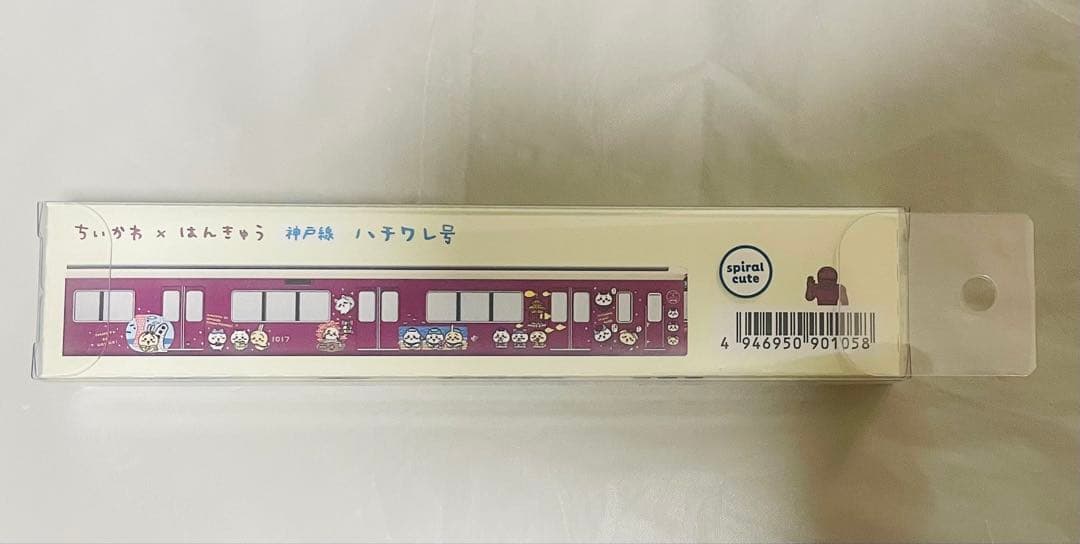 ちいかわ × はんきゅう 神戸線 ハチワレ号
1017
spiral
cute
4 946950 901058